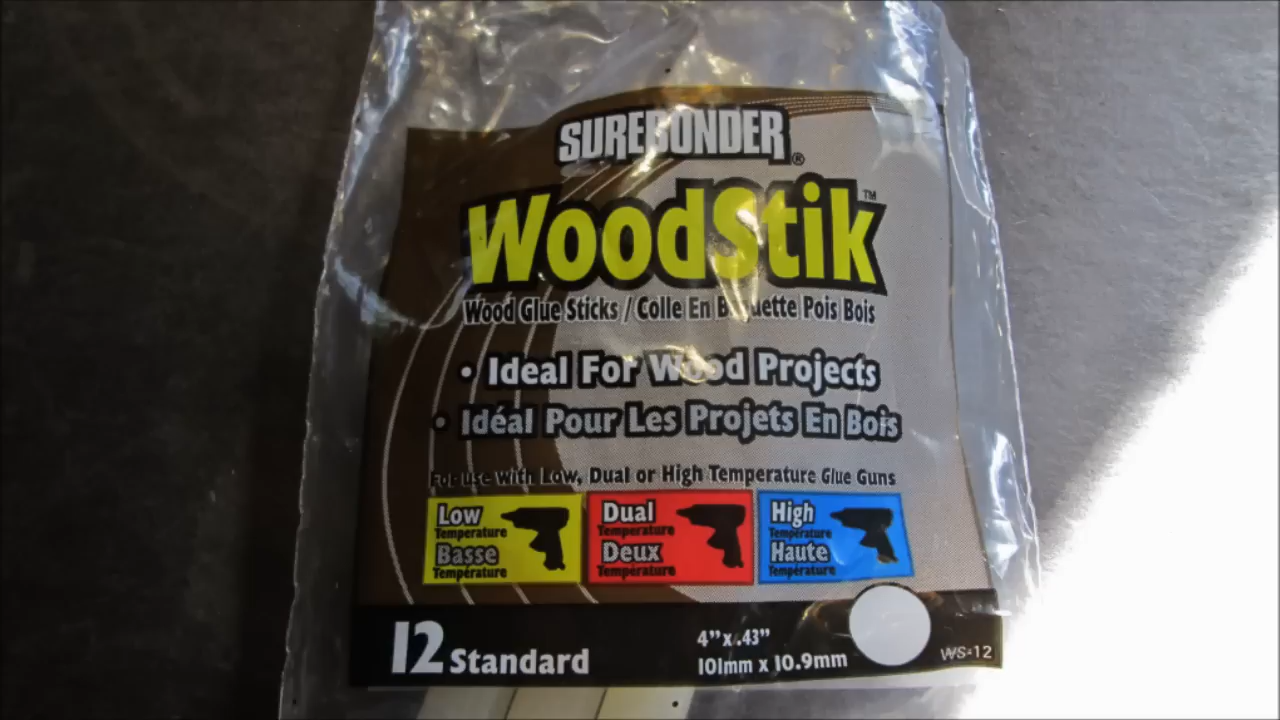 SUREBONDER®
WoodStik™
Wood Glue Sticks / Colle En Baguette Pois Bois
• Ideal For Wood Projects
• Idéal Pour Les Projets En Bois
For use with Low, Dual or High Temperature Glue Guns
Low
Temperature
Basse
Température
Dual
Temperature
Deux
Température
High
Temperature
Haute
Température
12 Standard
4” x .43”
101mm x 10.9mm
WS-12